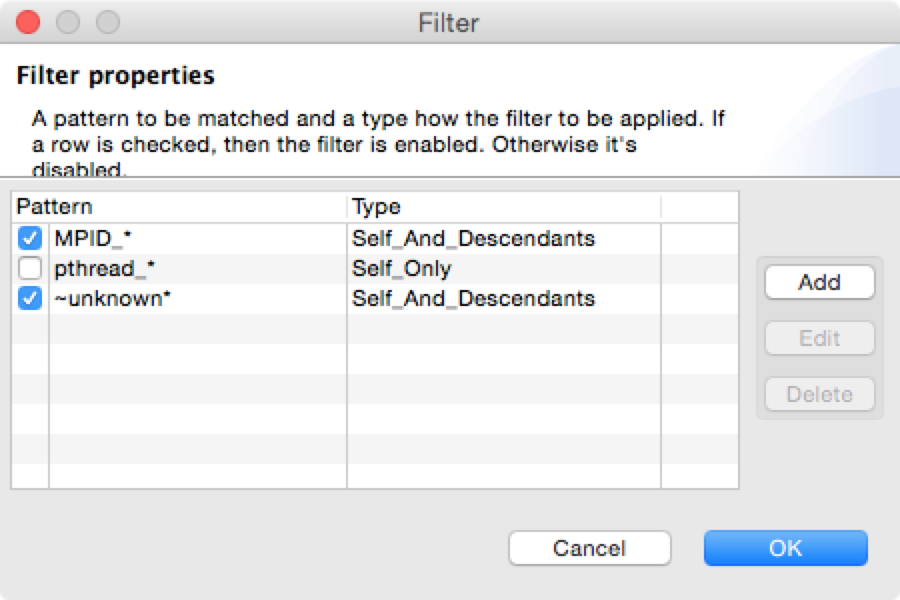 Filter
Filter properties
A pattern to be matched and a type how the filter to be applied. If
a row is checked, then the filter is enabled. Otherwise it's
disabled.
Pattern Type
MPID_* Self_And_Descendants
pthread_* Self_Only
~unknown* Self_And_Descendants
Add
Edit
Delete
Cancel OK